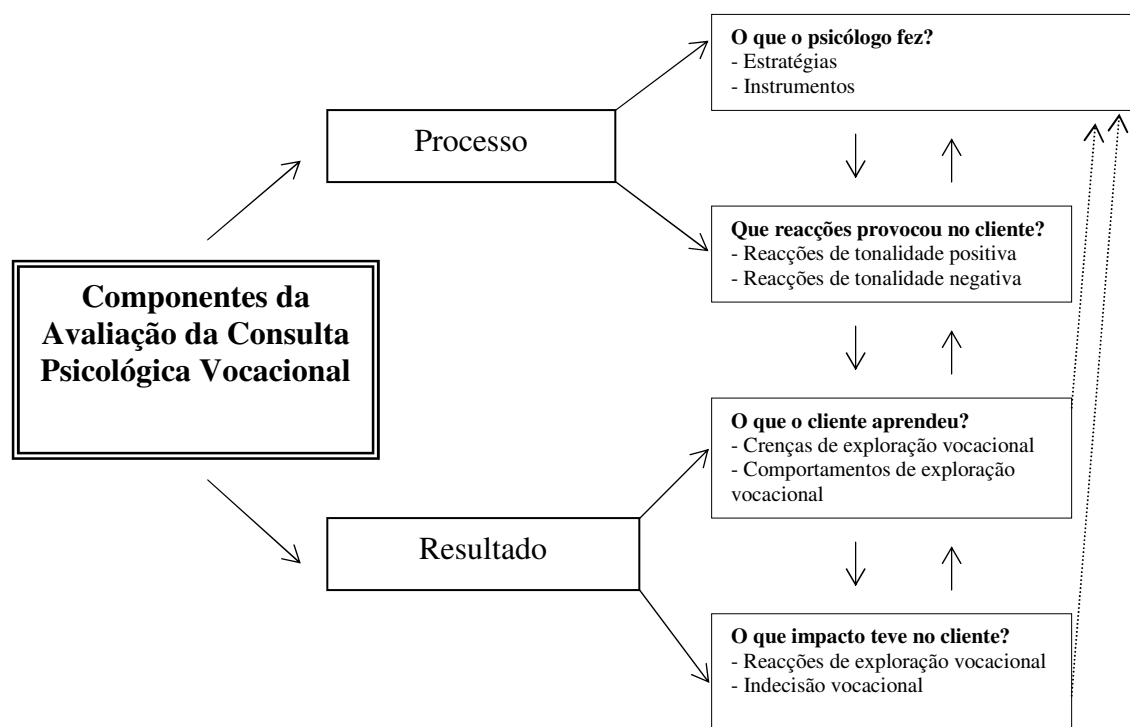 O que o psicólogo fez?
- Estratégias
- Instrumentos
Processo
Que reacções provocou no cliente?
- Reacções de tonalidade positiva
- Reacções de tonalidade negativa
Componentes da
Avaliação da Consulta
Psicológica Vocacional
O que o cliente aprendeu?
- Crenças de exploração vocacional
- Comportamentos de exploração
vocacional
Resultado
O que impacto teve no cliente?
- Reacções de exploração vocacional
- Indecisão vocacional